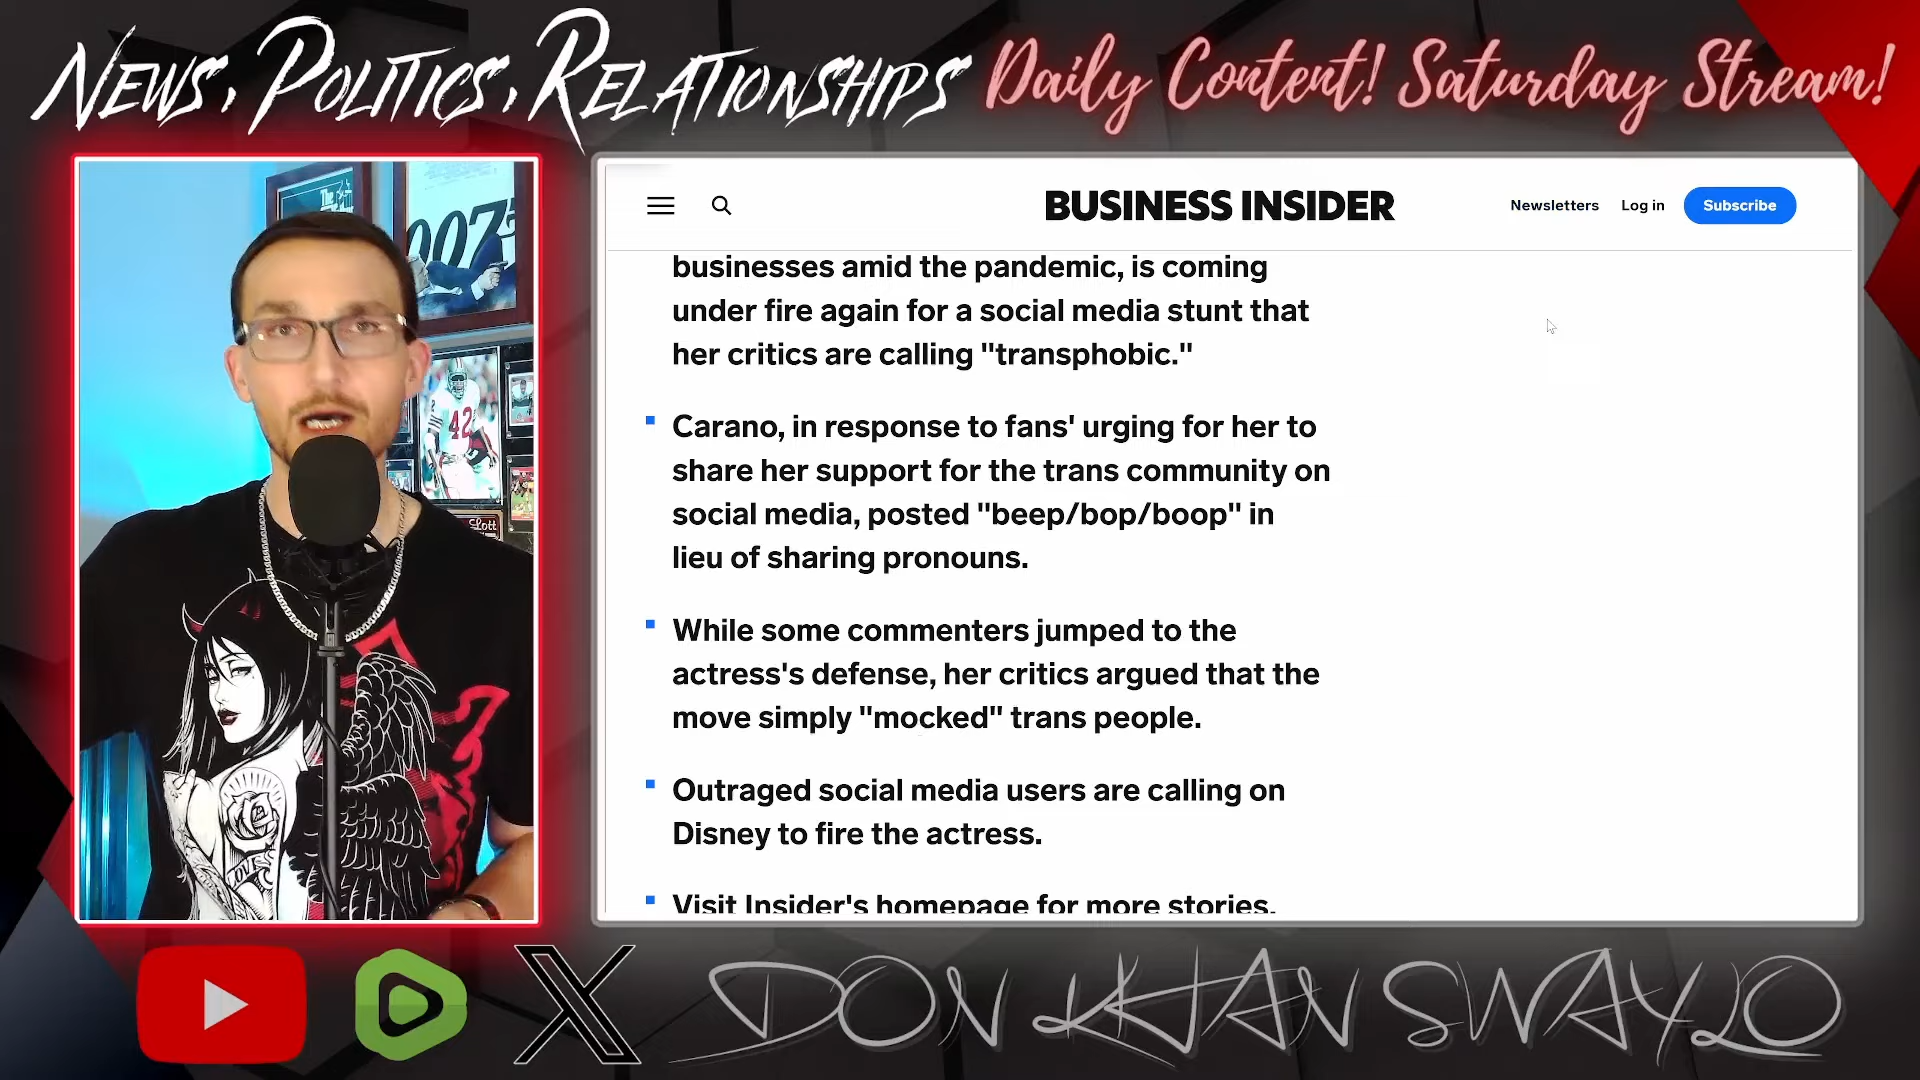 NEWS, POLITICS, RELATIONSHIPS
Daily Content! Saturday Stream!
The
007
42
Lott
BUSINESS INSIDER
Newsletters
Log in
Subscribe
businesses amid the pandemic, is coming
under fire again for a social media stunt that
her critics are calling "transphobic."
Carano, in response to fans' urging for her to
share her support for the trans community on
social media, posted "beep/bop/boop" in
lieu of sharing pronouns.
While some commenters jumped to the
actress's defense, her critics argued that the
move simply "mocked" trans people.
Outraged social media users are calling on
Disney to fire the actress.
Visit Insider's homepage for more stories.
DON KHAN SWAYLO